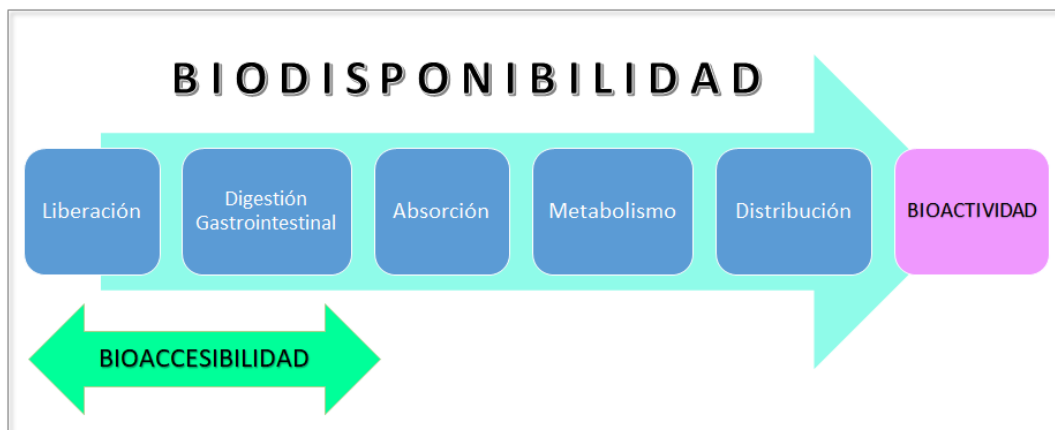 BIODISPONIBILIDAD
Liberación
Digestión
Gastrointestinal
Absorción
Metabolismo
Distribución
BIOACTIVIDAD
BIOACCESIBILIDAD